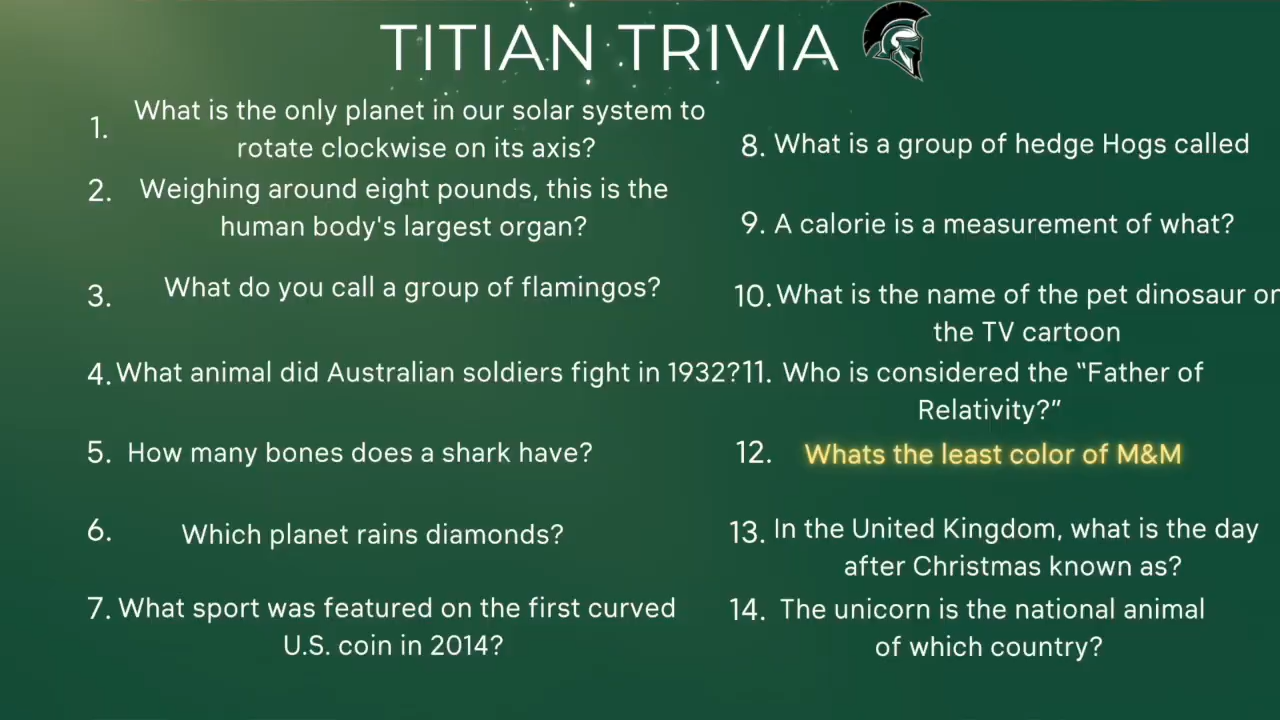 TITIAN TRIVIA
1. What is the only planet in our solar system to
rotate clockwise on its axis?
2. Weighing around eight pounds, this is the
human body's largest organ?
3. What do you call a group of flamingos?
4. What animal did Australian soldiers fight in 1932?
5. How many bones does a shark have?
6. Which planet rains diamonds?
7. What sport was featured on the first curved
U.S. coin in 2014?
8. What is a group of hedge Hogs called
9. A calorie is a measurement of what?
10. What is the name of the pet dinosaur on
the TV cartoon
11. Who is considered the “Father of
Relativity?”
12. Whats the least color of M&M
13. In the United Kingdom, what is the day
after Christmas known as?
14. The unicorn is the national animal
of which country?